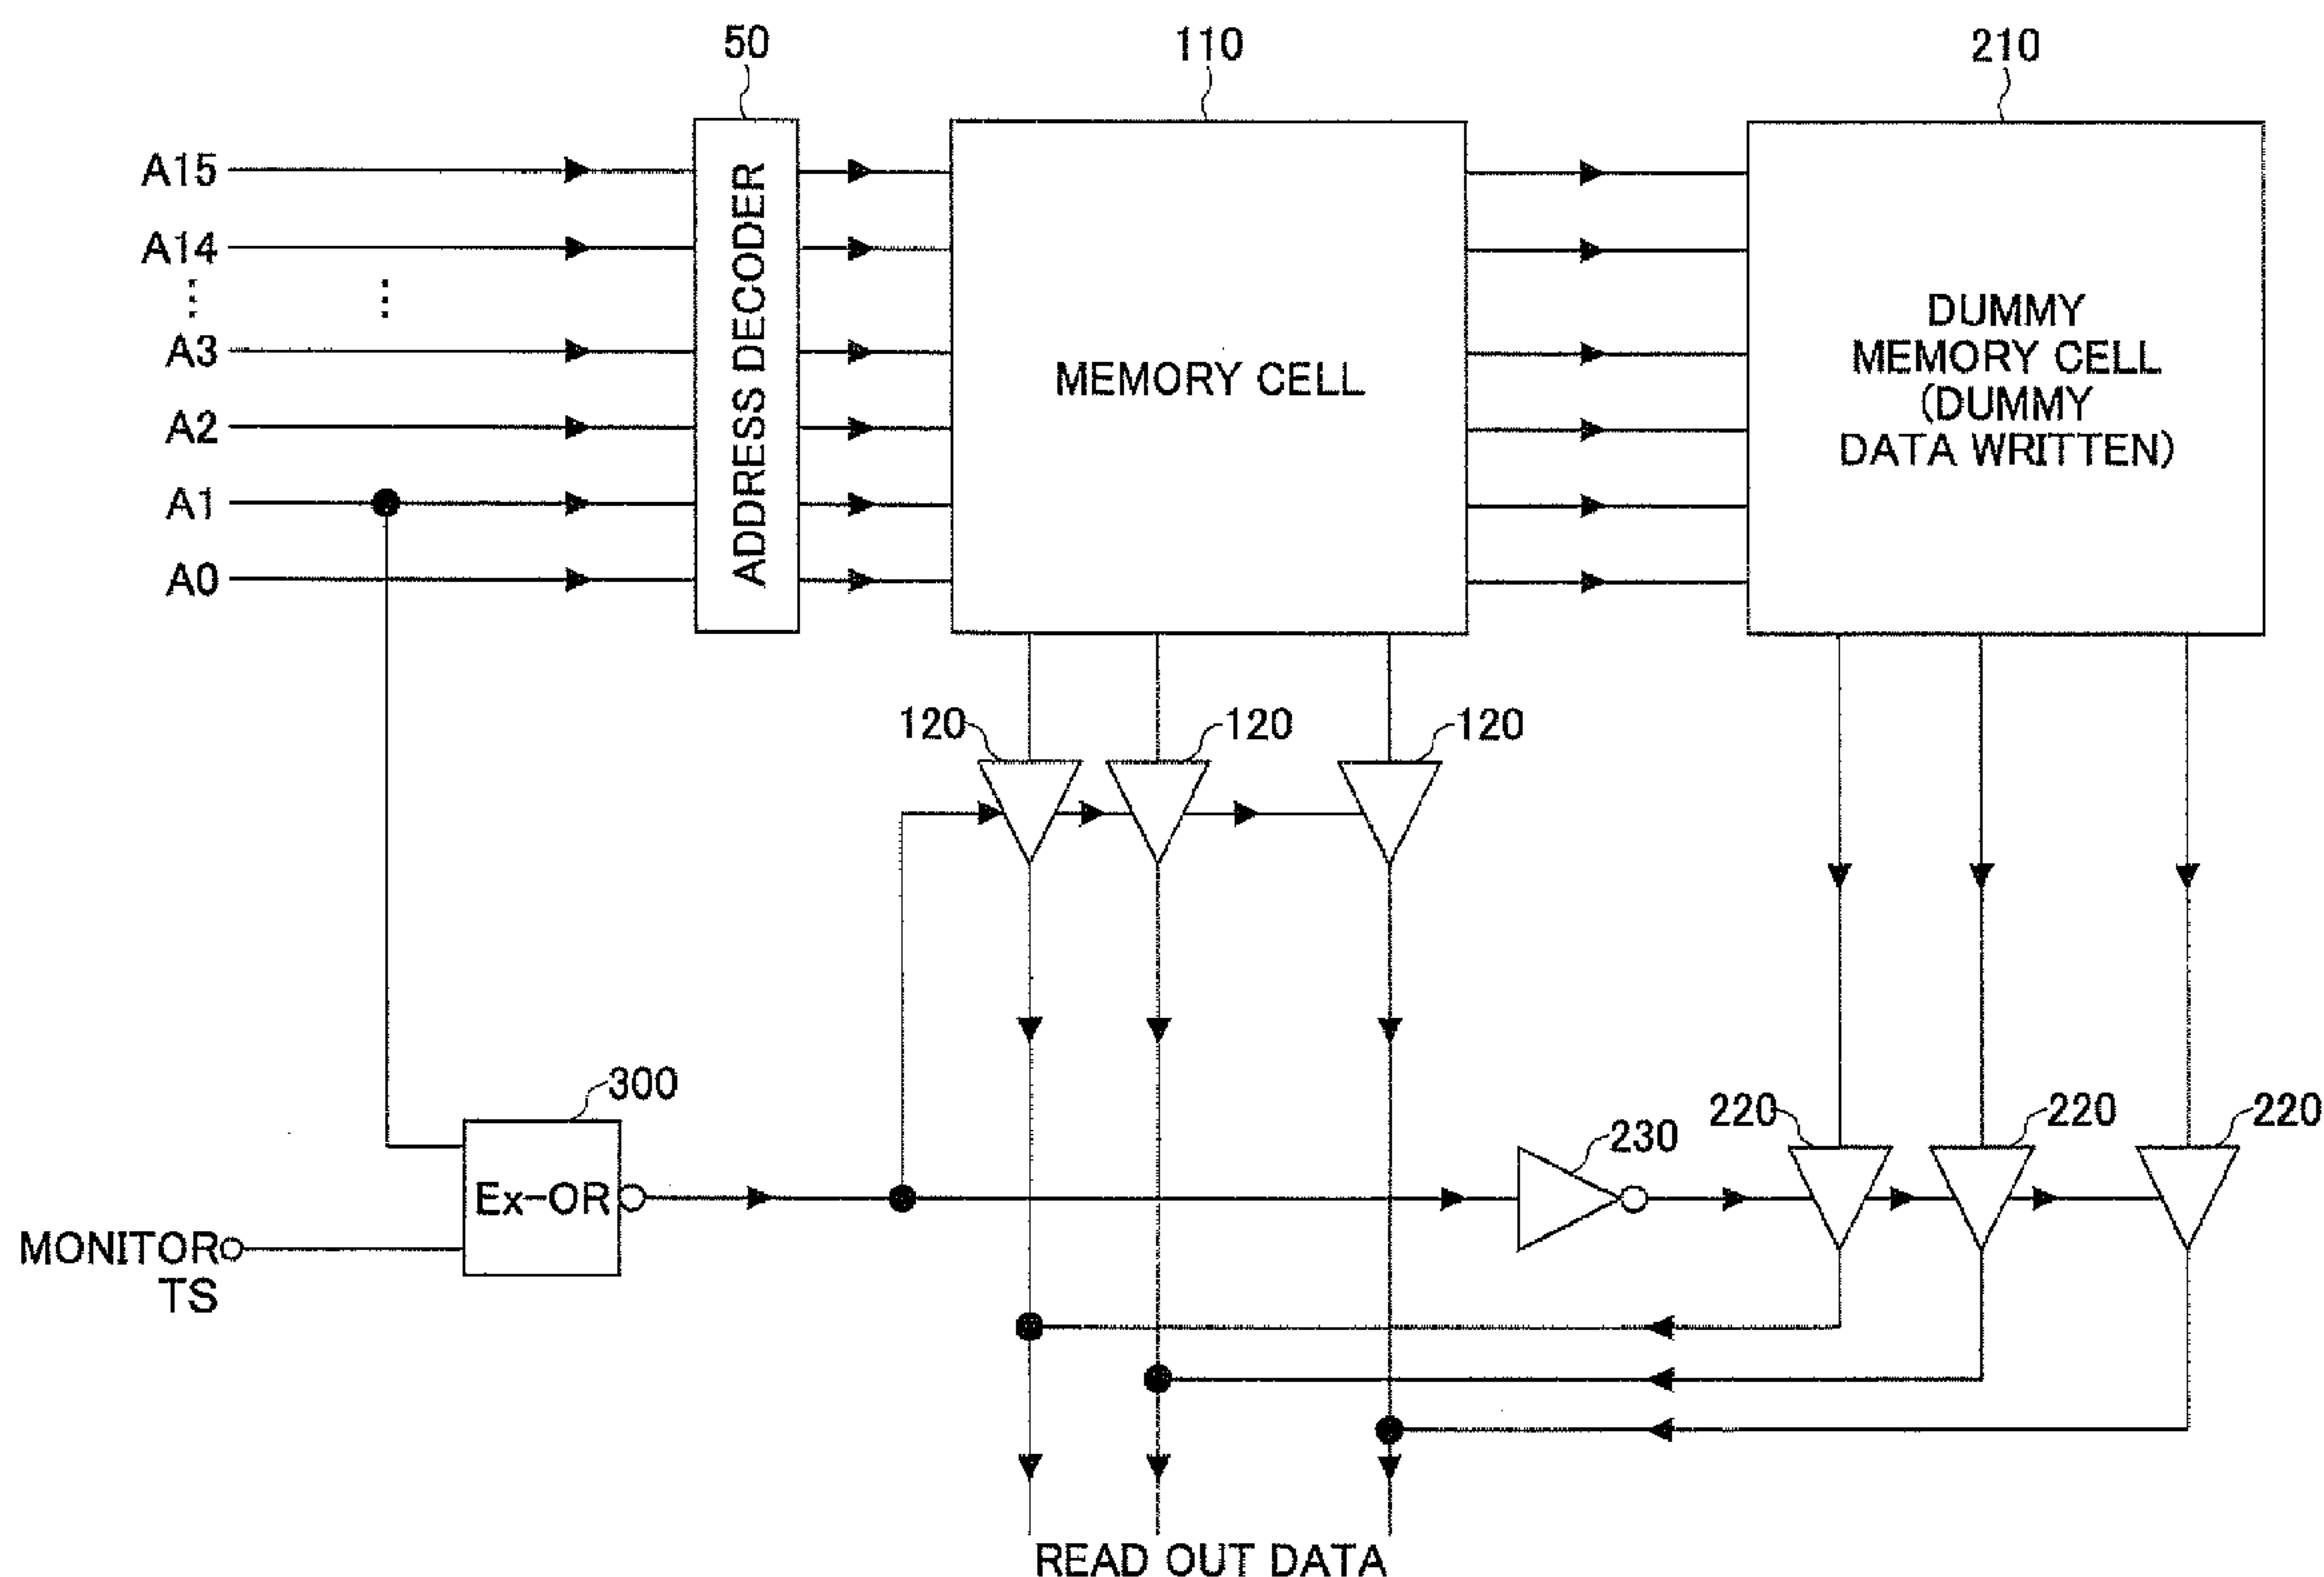 50
110
210
A15
A14
A3
A2
A1
A0
ADDRESS DECODER
MEMORY CELL
DUMMY
MEMORY CELL
(DUMMY
DATA WRITTEN)
120
120
120
300
Ex-OR
MONITOR
TS
230
220
220
220
READ OUT DATA